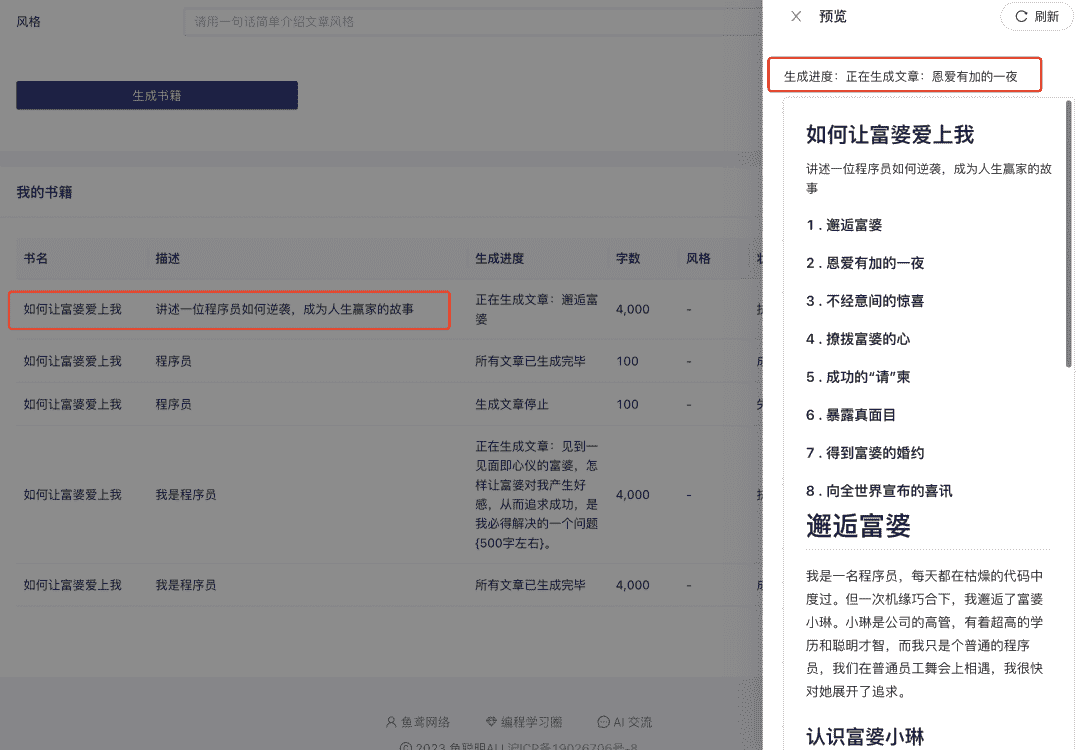 风格
请用一句话简单介绍文章风格
生成书籍
我的书籍
书名 描述 生成进度 字数 风格
如何让富婆爱上我 讲述一位程序员如何逆袭，成为人生赢家的故事 正在生成文章：邂逅富
婆 4,000 -
如何让富婆爱上我 程序员 所有文章已生成完毕 100 -
如何让富婆爱上我 程序员 生成文章停止 100 -
如何让富婆爱上我 我是程序员 正在生成文章：见到一
见面即心仪的富婆，怎
样让富婆对我产生好
感，从而追求成功，是
我必得解决的一个问题
{500字左右}。 4,000 -
如何让富婆爱上我 我是程序员 所有文章已生成完毕 4,000 -
鱼鸢网络 编程学习圈 AI 交流
© 2023 鱼聪明AI | 沪ICP备19026706号-8
预览 刷新
生成进度：正在生成文章：恩爱有加的一夜
如何让富婆爱上我
讲述一位程序员如何逆袭，成为人生赢家的故
事
1 . 邂逅富婆
2 . 恩爱有加的一夜
3 . 不经意间的惊喜
4 . 撩拨富婆的心
5 . 成功的“请”柬
6 . 暴露真面目
7 . 得到富婆的婚约
8 . 向全世界宣布的喜讯
邂逅富婆
我是一名程序员，每天都在枯燥的代码中
度过。但一次机缘巧合下，我邂逅了富婆
小琳。小琳是公司的高管，有着超高的学
历和聪明才智，而我只是个普通的程序
员，我们在普通员工舞会上相遇，我很快
对她展开了追求。
认识富婆小琳